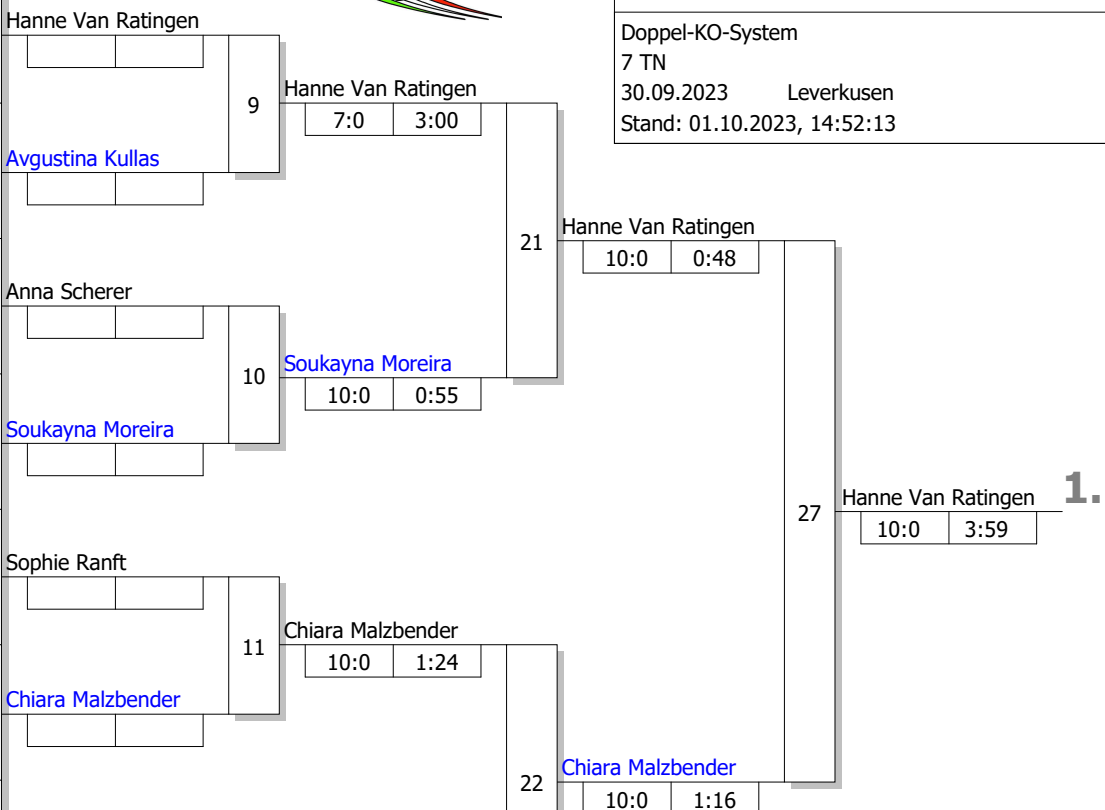 Hanne Van Ratingen
Doppel-KO-System
7 TN
30.09.2023 Leverkusen
Stand: 01.10.2023, 14:52:13
9
Hanne Van Ratingen
7:0 3:00
Avgustina Kullas
21
Hanne Van Ratingen
10:0 0:48
Anna Scherer
10
Soukayna Moreira
10:0 0:55
Soukayna Moreira
27
Hanne Van Ratingen
1.
10:0 3:59
Sophie Ranft
11
Chiara Malzbender
10:0 1:24
Chiara Malzbender
22
Chiara Malzbender
10:0 1:16